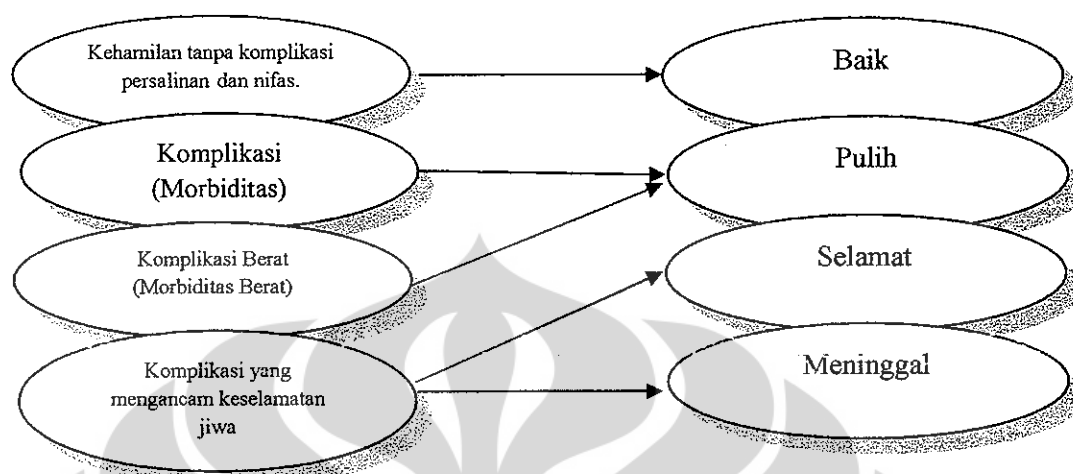 Kehamilan tanpa komplikasi
persalinan dan nifas.
Baik
Komplikasi
(Morbiditas)
Pulih
Komplikasi Berat
(Morbiditas Berat)
Selamat
Komplikasi yang
mengancam keselamatan
jiwa
Meninggal